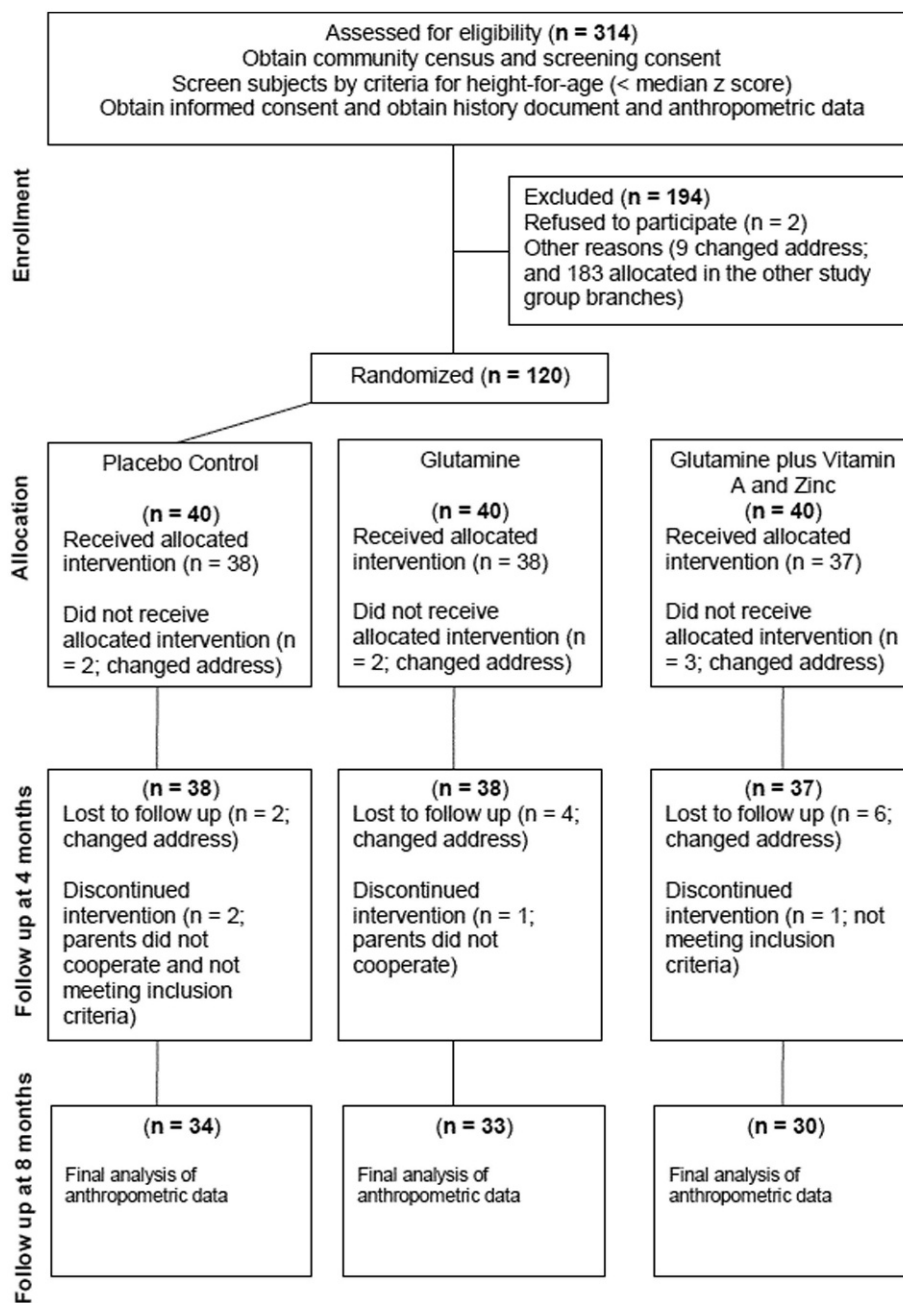 Assessed for eligibility (n = 314)
Obtain community census and screening consent
Screen subjects by criteria for height-for-age (< median z score)
Obtain informed consent and obtain history document and anthropometric data
Enrollment
Excluded (n = 194)
Refused to participate (n = 2)
Other reasons (9 changed address;
and 183 allocated in the other study
group branches)
Randomized (n = 120)
Allocation
Placebo Control
(n = 40)
Received allocated
intervention (n = 38)
Did not receive
allocated intervention (n
= 2; changed address)
Glutamine
(n = 40)
Received allocated
intervention (n = 38)
Did not receive
allocated intervention (n
= 2; changed address)
Glutamine plus Vitamin
A and Zinc
(n = 40)
Received allocated
intervention (n = 37)
Did not receive
allocated intervention (n
= 3; changed address)
Follow up at 4 months
(n = 38)
Lost to follow up (n = 2;
changed address)
Discontinued
intervention (n = 2;
parents did not
cooperate and not
meeting inclusion
criteria)
(n = 38)
Lost to follow up (n = 4;
changed address)
Discontinued
intervention (n = 1;
parents did not
cooperate)
(n = 37)
Lost to follow up (n = 6;
changed address)
Discontinued
intervention (n = 1; not
meeting inclusion
criteria)
Follow up at 8 months
(n = 34)
Final analysis of
anthropometric data
(n = 33)
Final analysis of
anthropometric data
(n = 30)
Final analysis of
anthropometric data